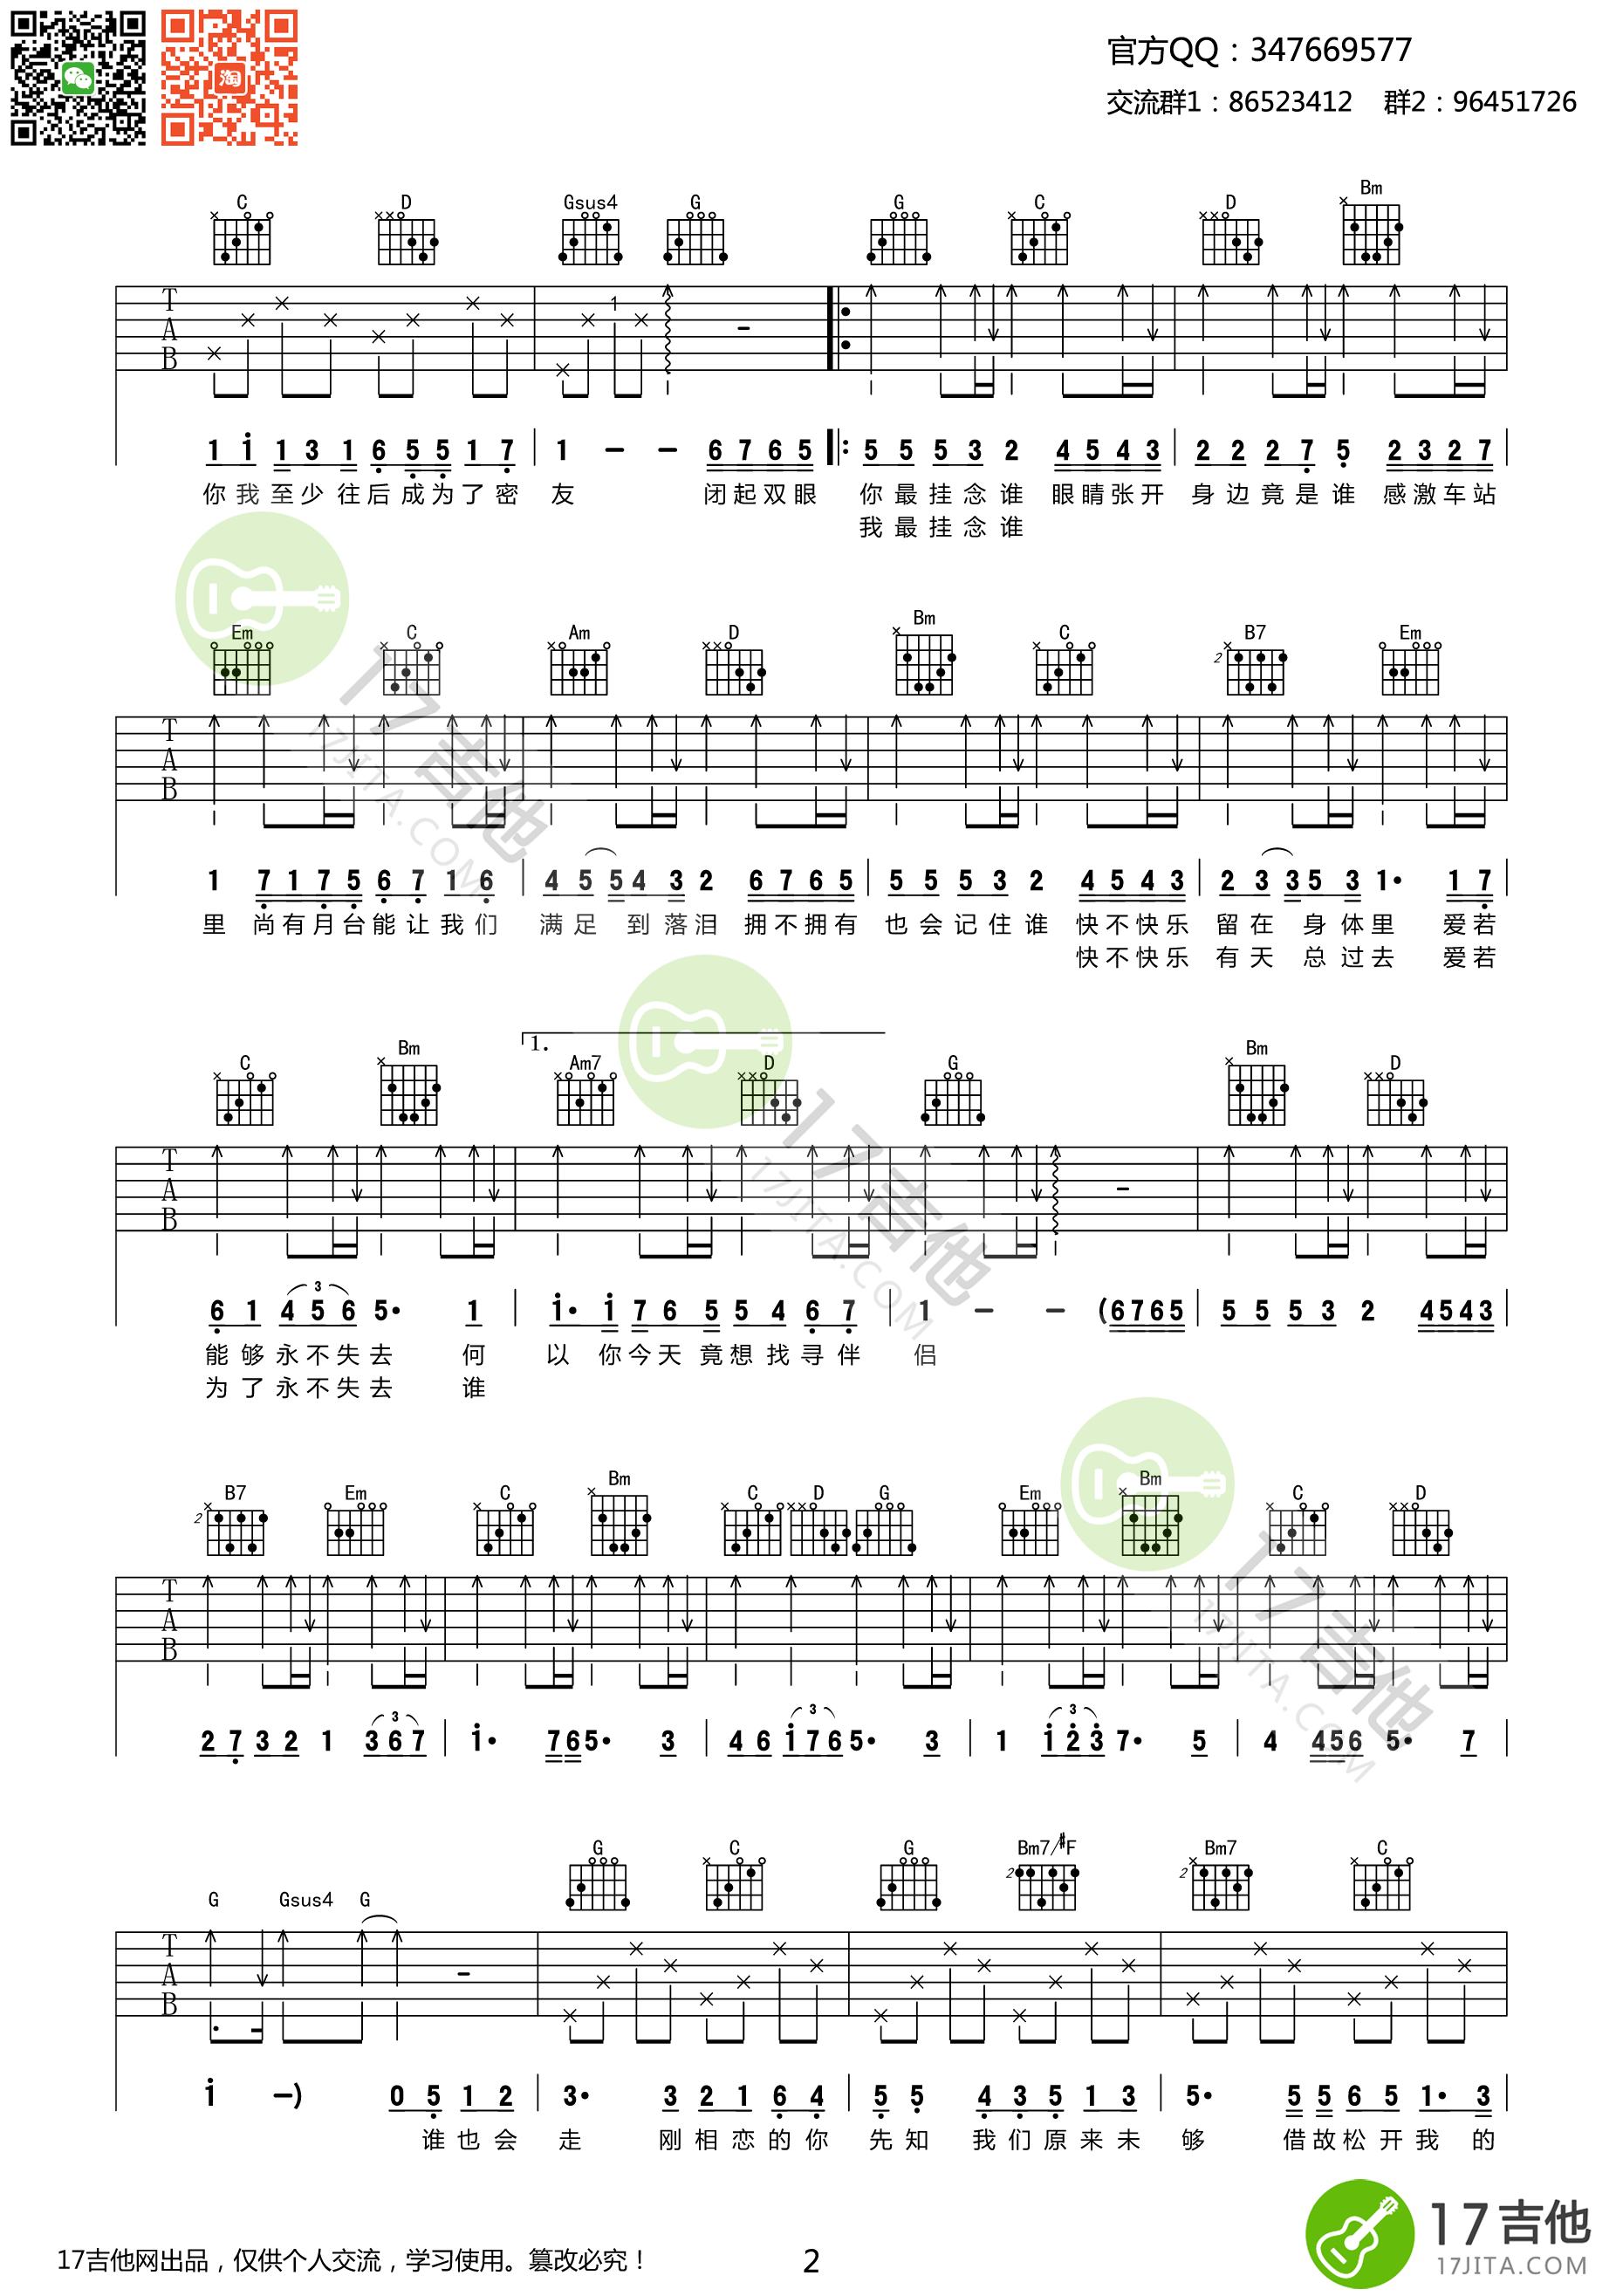 官方QQ：347669577
交流群1：86523412 群2：96451726
C D Gsus4 G G C D Bm
T A B
1 i 1 3 1 6 5 5 1 7 1 – – 6 7 6 5 5 5 5 3 2 4 5 4 3 2 2 2 7 5 2 3 2 7
你我至少往后成为了密 友 闭起双眼 你最挂念谁 眼睛张开 身边竟是谁 感激车站
我最挂念谁
Em C Am D Bm C B7 Em
2
T A B
1 7 1 7 5 6 7 1 6 4 5 5 4 3 2 6 7 6 5 5 5 5 3 2 4 5 4 3 2 3 3 5 3 1• 1 7
里 尚有月台能让我们 满足 到落泪 拥不拥有 也会记住谁 快不快乐 留在 身体里 爱若
快不快乐 有天 总过去 爱若
1.
C Bm Am7 D G Bm D
T A B
3
6 1 4 5 6 5• 1 i• i 7 6 5 5 4 6 7 1 – – (6765 5 5 5 3 2 4543
能够永不失去 何 以 你今天竟想找寻伴 侣
为了永不失去 谁
B7 Em C Bm C D G Em Bm C D
2
T A B
3 3 3
2 7 3 2 1 3 6 7 i• 7 6 5• 3 4 6 i 7 6 5• 3 1 i 2 3 7• 5 4 4 5 6 5• 7
G Gsus4 G G C G Bm7/#F Bm7 C
2 2
T A B
i –) 0 5 1 2 3• 3 2 1 6 4 5 5 4 3 5 1 3 5• 5 5 6 5 1• 3
谁也会 走 刚相恋的你 先知 我们原来未 够 借故松开我 的
17吉他网出品，仅供个人交流，学习使用。篡改必究！
2
17吉他
17JITA.COM